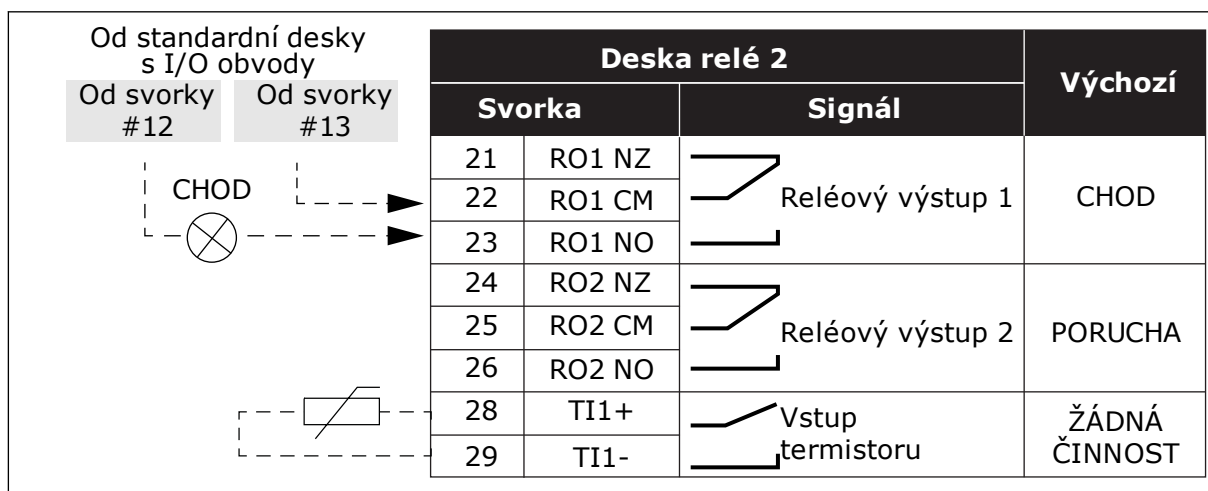 Od standardní desky
s I/O obvody
Od svorky
#12
Od svorky
#13
CHOD
Deska relé 2
Výchozí
Svorka
Signál
21 RO1 NZ
22 RO1 CM
23 RO1 NO
Reléový výstup 1
CHOD
24 RO2 NZ
25 RO2 CM
26 RO2 NO
Reléový výstup 2
PORUCHA
28 TI1+
29 TI1-
Vstup
termistoru
ŽÁDNÁ
ČINNOST